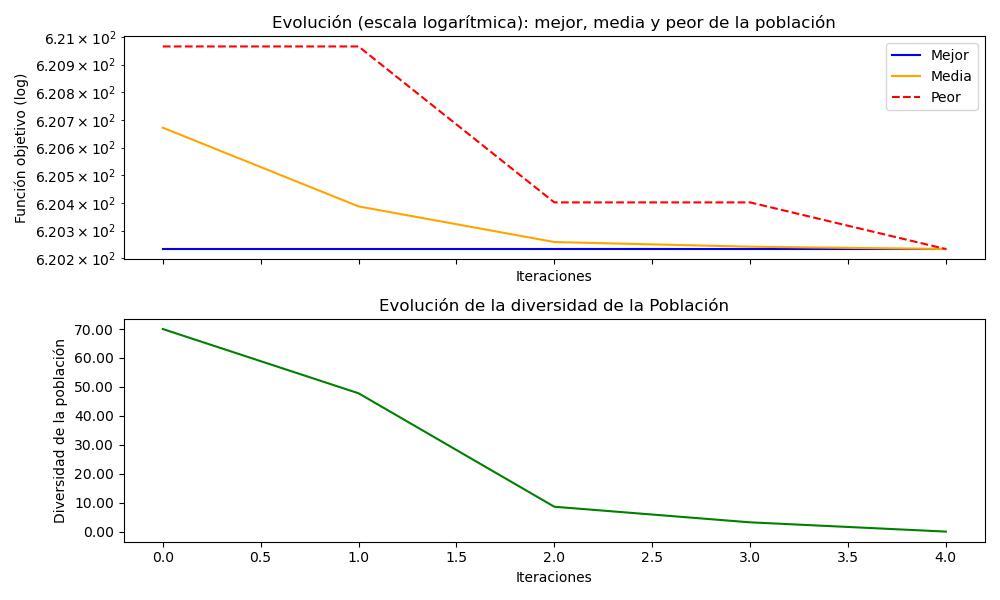 Evolución (escala logarítmica): mejor, media y peor de la población
Función objetivo (log)
6.21 × 10²
6.209 × 10²
6.208 × 10²
6.207 × 10²
6.206 × 10²
6.205 × 10²
6.204 × 10²
6.203 × 10²
6.202 × 10²
Mejor
Media
Peor
Iteraciones
Evolución de la diversidad de la Población
Diversidad de la población
70.00
60.00
50.00
40.00
30.00
20.00
10.00
0.00
0.0 0.5 1.0 1.5 2.0 2.5 3.0 3.5 4.0
Iteraciones